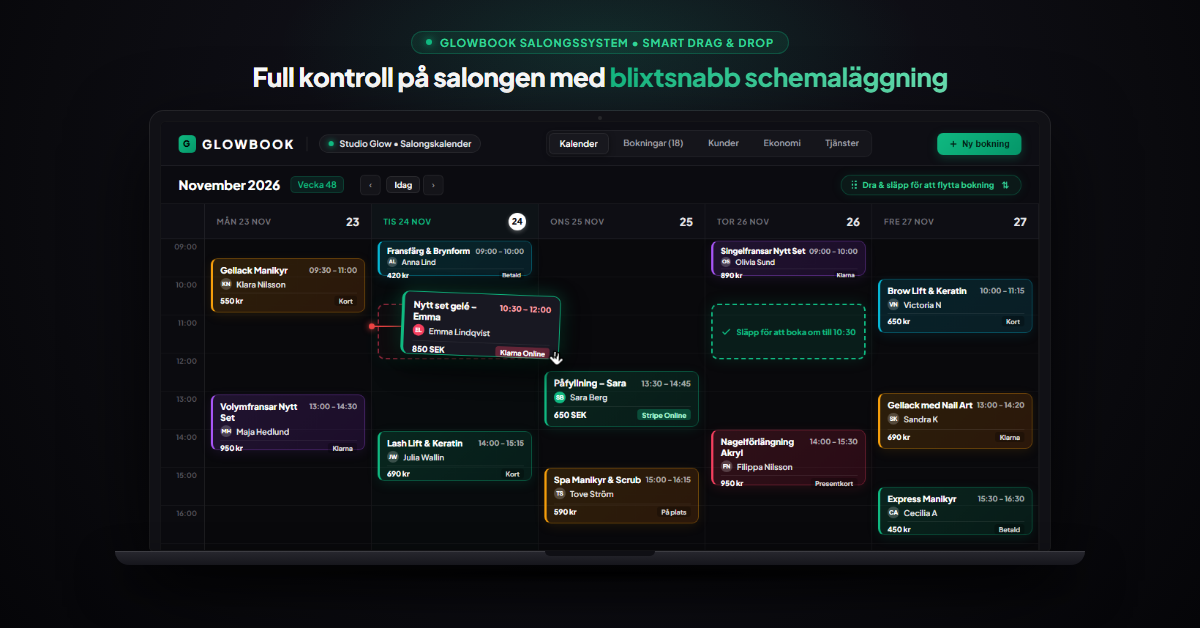 GLOWBOOK SALONGSSYSTEM • SMART DRAG & DROP
Full kontroll på salongen med blixtsnabb schemaläggning
G GLOWBOOK
Studio Glow • Salongskalender
Kalender
Bokningar (18)
Kunder
Ekonomi
Tjänster
+ Ny bokning
November 2026
Vecka 48
‹
Idag
›
Dra & släpp för att flytta bokning
MÅN 23 NOV 23
TIS 24 NOV 24
ONS 25 NOV 25
TOR 26 NOV 26
FRE 27 NOV 27
09:00
10:00
11:00
12:00
13:00
14:00
15:00
16:00
Gellack Manikyr 09:30 – 11:00
KN Klara Nilsson
550 kr Kort
Volymfransar Nytt 13:00 – 14:30
Set
MH Maja Hedlund
950 kr Klarna
Fransfärg & Brynform 09:00 – 10:00
AL Anna Lind
420 kr Betald
Nytt set gelé – 10:30 – 12:00
Emma
EL Emma Lindqvist
850 SEK Klarna Online
Lash Lift & Keratin 14:00 – 15:15
JW Julia Wallin
690 kr Kort
Påfyllning – Sara 13:30 – 14:45
SB Sara Berg
650 SEK Stripe Online
Spa Manikyr & Scrub 15:00 – 16:15
TS Tove Ström
590 kr På plats
Singelfransar Nytt Set 09:00 – 10:00
OS Olivia Sund
890 kr Klarna
✓ Släpp för att boka om till 10:30
Nagelförlängning 14:00 – 15:30
Akryl
FN Filippa Nilsson
950 kr Presentkort
Brow Lift & Keratin 10:00 – 11:15
VN Victoria N
650 kr Kort
Gellack med Nail Art 13:00 – 14:20
SK Sandra K
690 kr Klarna
Express Manikyr 15:30 – 16:30
CA Cecilia A
450 kr Betald